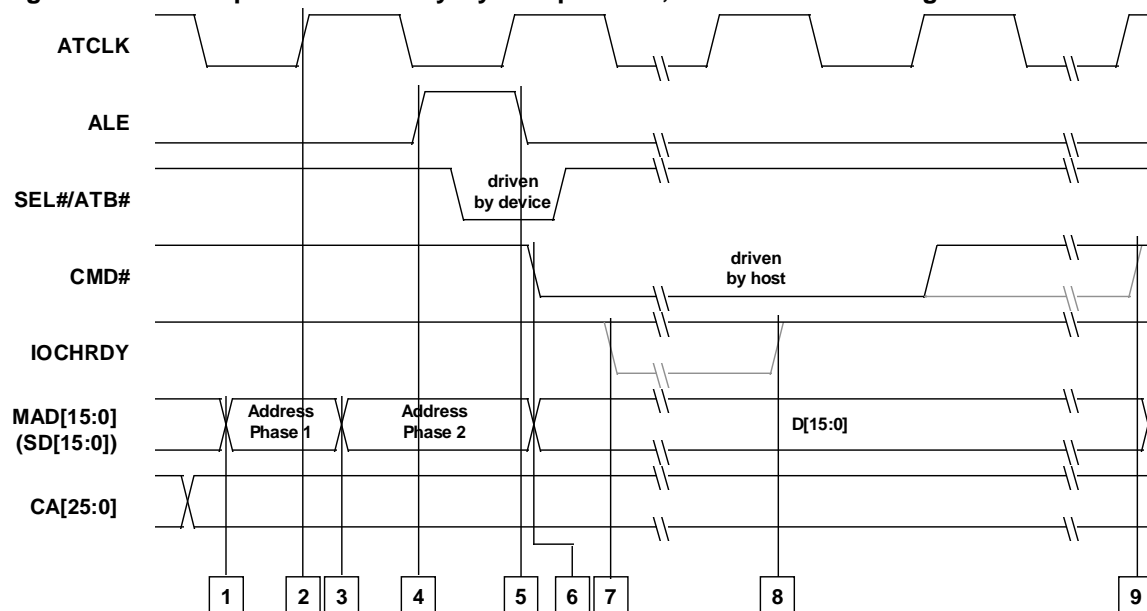 ATCLK
ALE
driven
by device
SEL#/ATB#
driven
by host
CMD#
IOCHRDY
MAD[15:0]
(SD[15:0])
Address
Phase 1
Address
Phase 2
D[15:0]
CA[25:0]
1 2 3 4 5 6 7 8 9